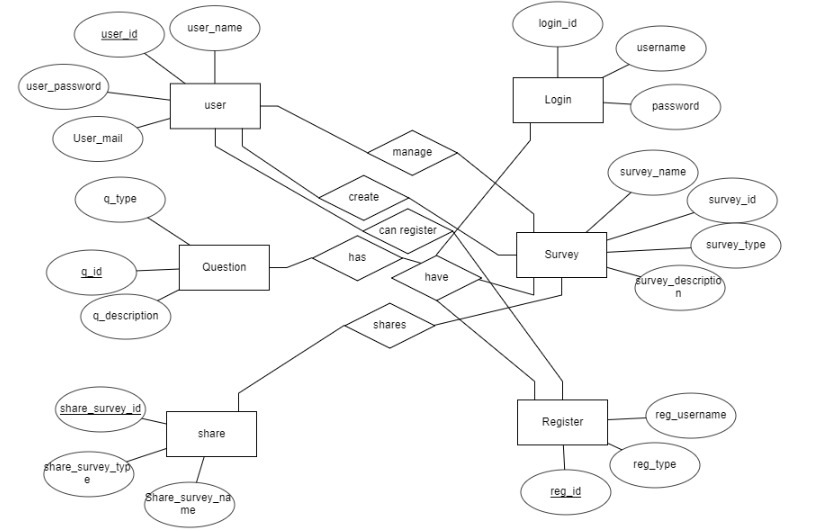 login_id
user_id
user_name
username
user_password
user
Login
password
User_mail
manage
survey_name
create
survey_id
q_type
can register
survey_type
has
Survey
Question
q_id
have
survey_descriptio
n
q_description
shares
share_survey_id
reg_username
Register
share
reg_type
share_survey_typ
e
reg_id
Share_survey_na
me